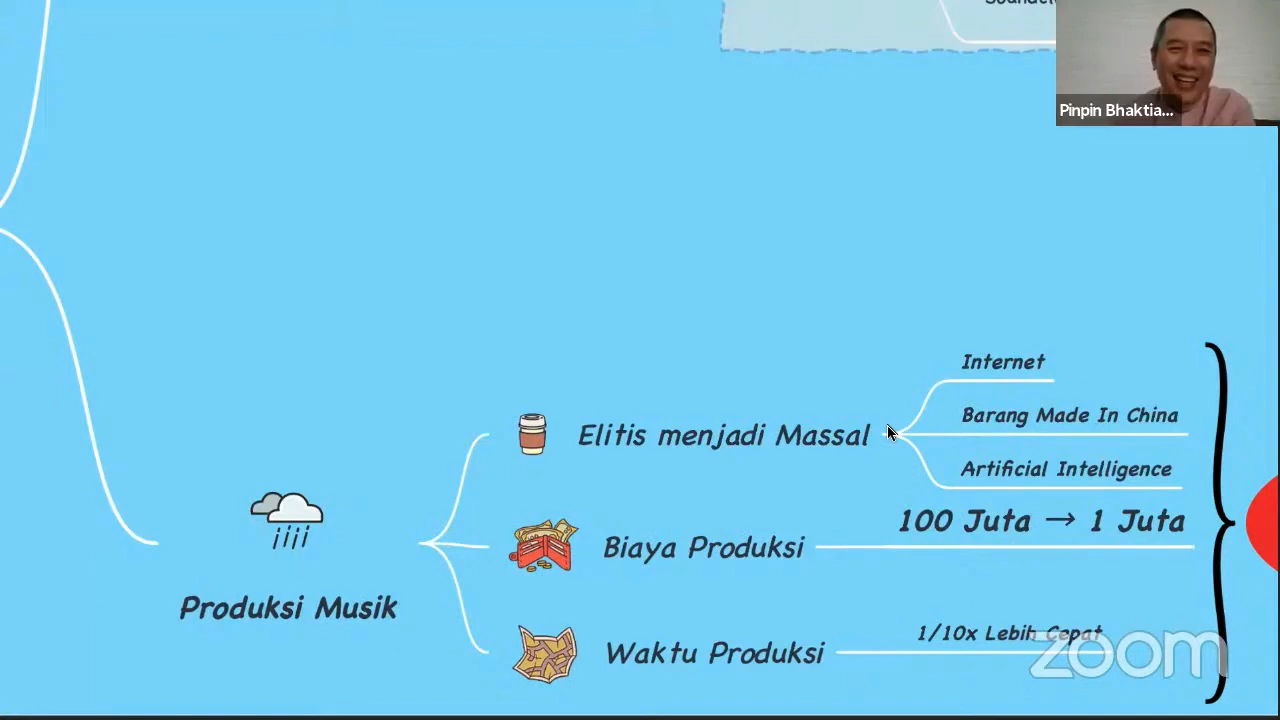 Pinpin Bhaktia...
Internet
Barang Made In China
Elitis menjadi Massal
Artificial Intelligence
100 Juta → 1 Juta
Biaya Produksi
Produksi Musik
1/10x Lebih Cepat
Waktu Produksi
zoom